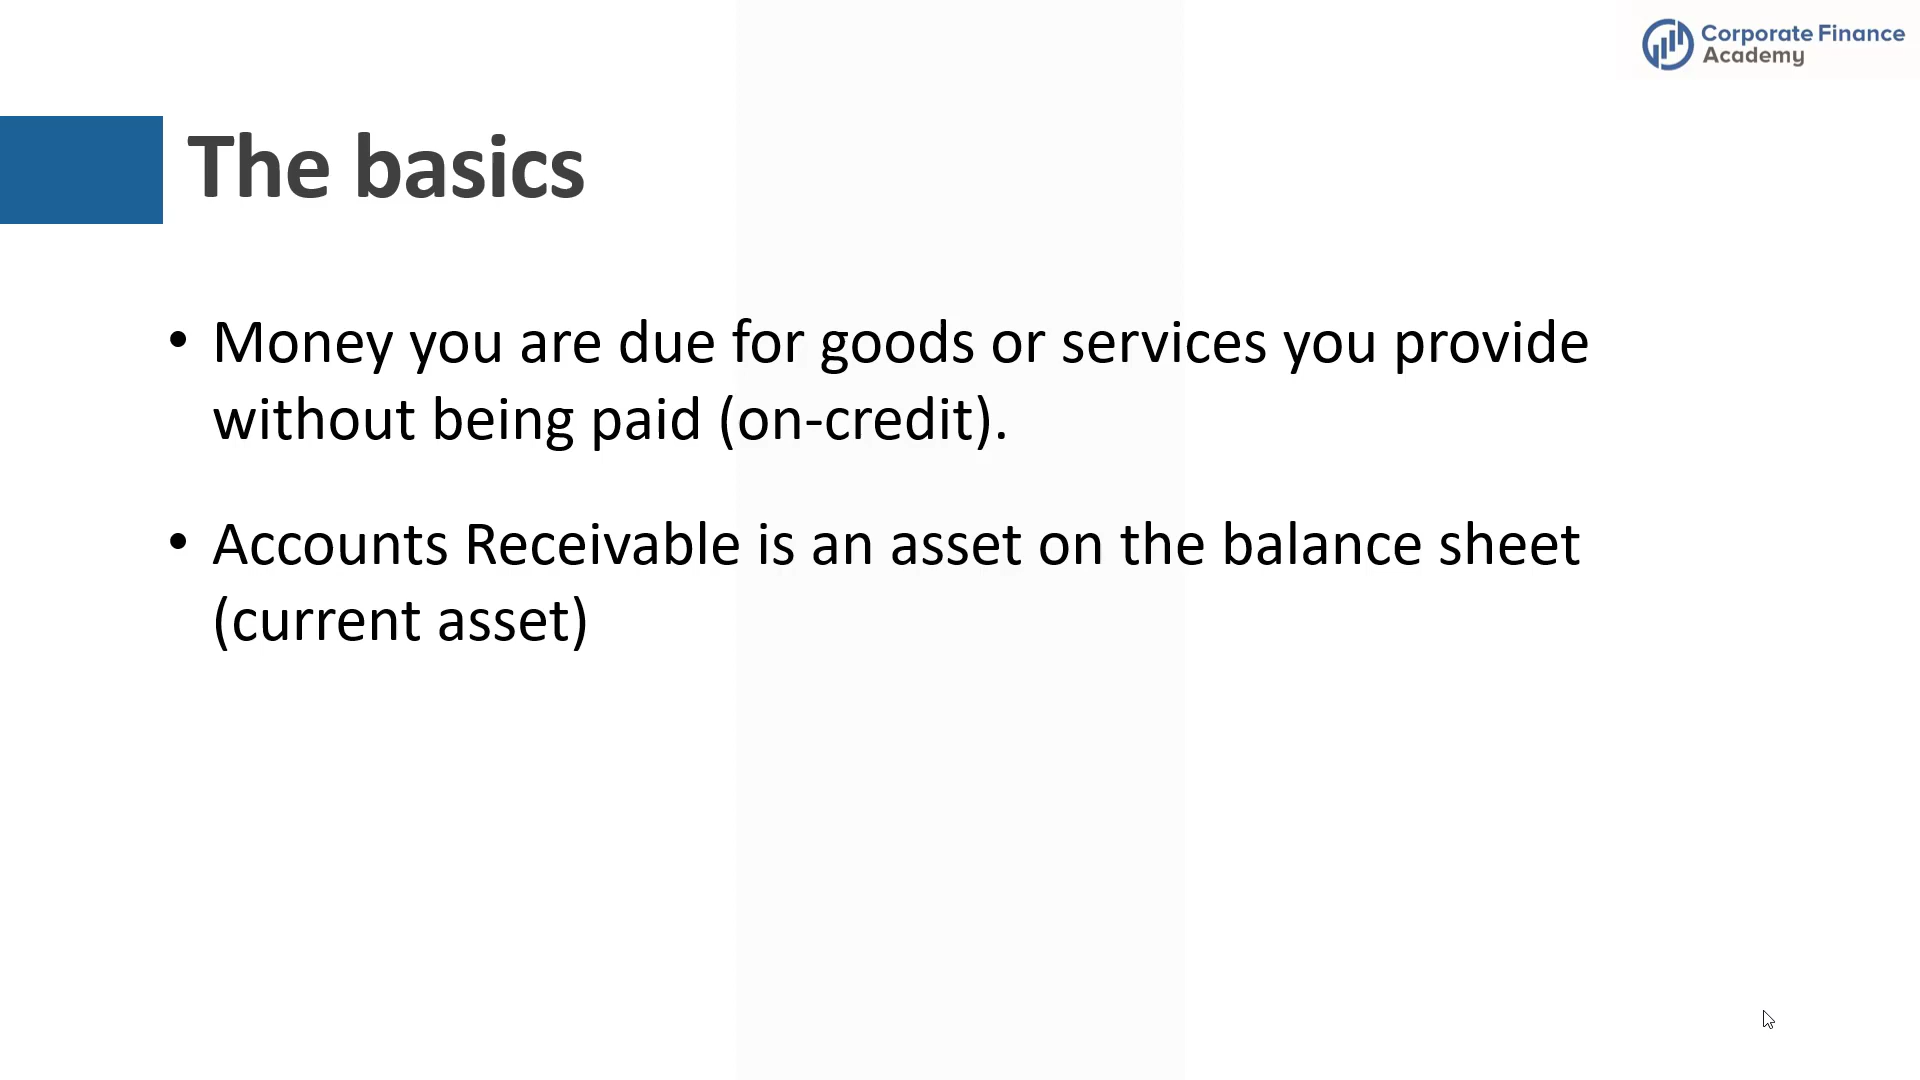 Corporate Finance
Academy
The basics
• Money you are due for goods or services you provide
without being paid (on-credit).
• Accounts Receivable is an asset on the balance sheet
(current asset)